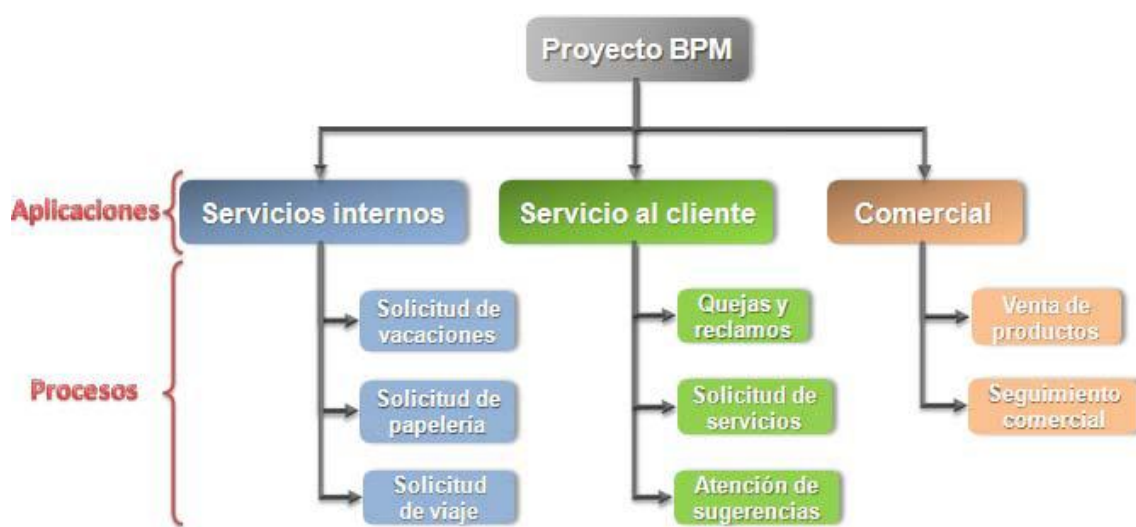 Proyecto BPM
Aplicaciones
Servicios internos
Servicio al cliente
Comercial
Procesos
Solicitud de
vacaciones
Solicitud de
papelería
Solicitud
de viaje
Quejas y
reclamos
Solicitud de
servicios
Atención de
sugerencias
Venta de
productos
Seguimiento
comercial